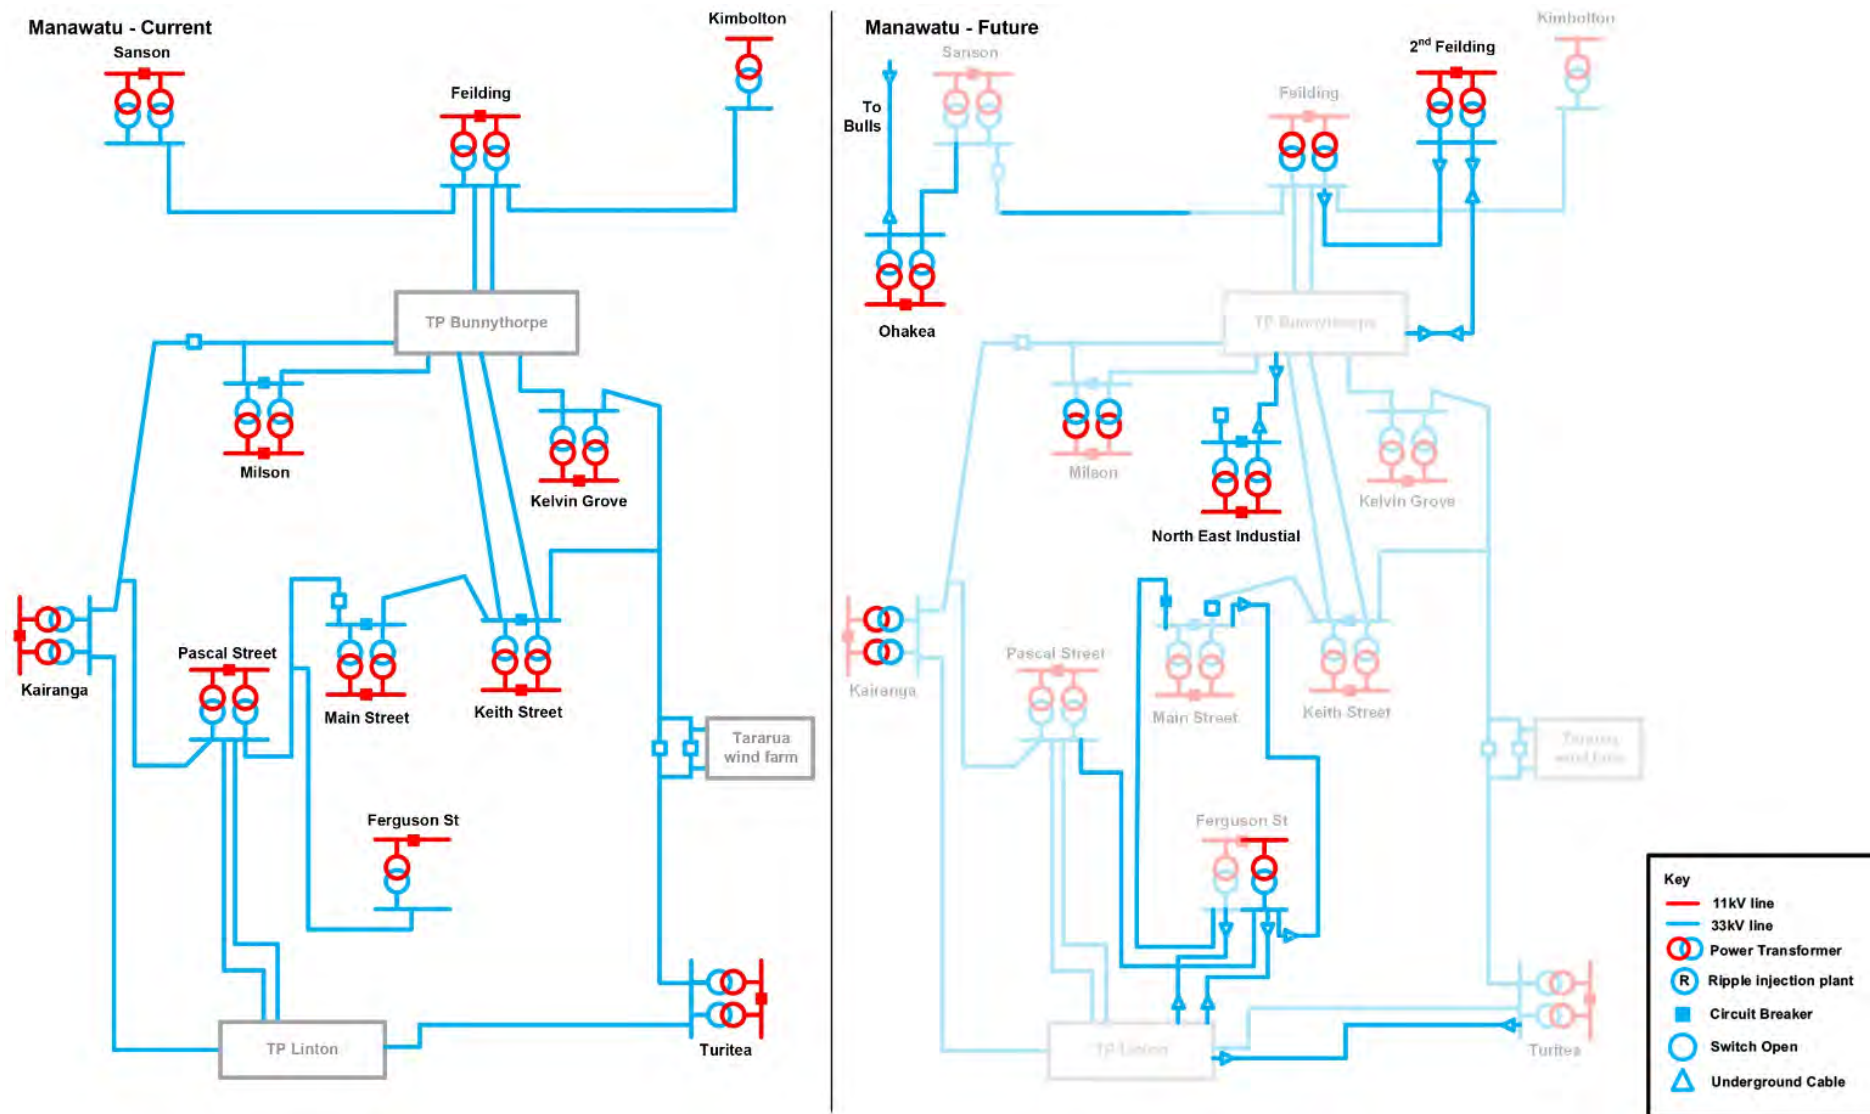 Manawatu - Current
Sanson
Feilding
Kimbolton
TP Bunnythorpe
Milson
Kelvin Grove
Kairanga
Pascal Street
Main Street
Keith Street
Tararua
wind farm
Ferguson St
TP Linton
Turitea
Manawatu - Future
Sanson
To
Bulls
Feilding
2nd Feilding
Kimbolton
Ohakea
TP Bunnythorpe
Milson
Kelvin Grove
North East Industial
Kairanga
Pascal Street
Main Street
Keith Street
Tararua
wind farm
Ferguson St
TP Linton
Turitea
Key
11kV line
33kV line
Power Transformer
R
Ripple injection plant
Circuit Breaker
Switch Open
Underground Cable